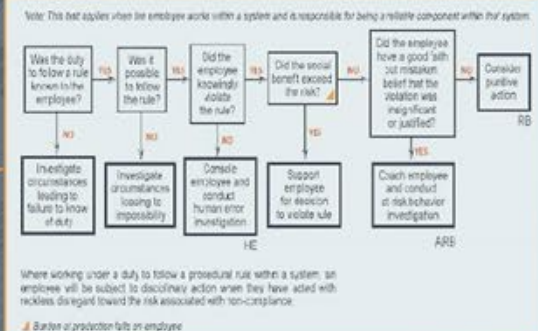 Note: This test applies when the employee works within a system and is responsible for being a reliable component within that system.
Was the duty
to follow a rule
known to the
employee?
YES
Was it
possible
to follow
the rule?
YES
Did the
employee
knowingly
violate
the rule?
YES
Did the social
benefit exceed
the risk?
NO
Did the employee
have a good faith
but mistaken
belief that the
violation was
insignificant
or justified?
NO
Consider
punitive
action
RB
NO
NO
NO
YES
YES
Investigate
circumstances
leading to
failure to know
of duty
Investigate
circumstances
leading to
impossibility
Console
employee and
conduct
human error
investigation
HE
Support
employee
for decision
to violate rule
Coach employee
and conduct
at risk behavior
investigation
ARB
Where working under a duty to follow a procedural rule within a system, an
employee will be subject to disciplinary action when they have acted with
reckless disregard toward the risk associated with non-compliance.
Burden of production falls on employee